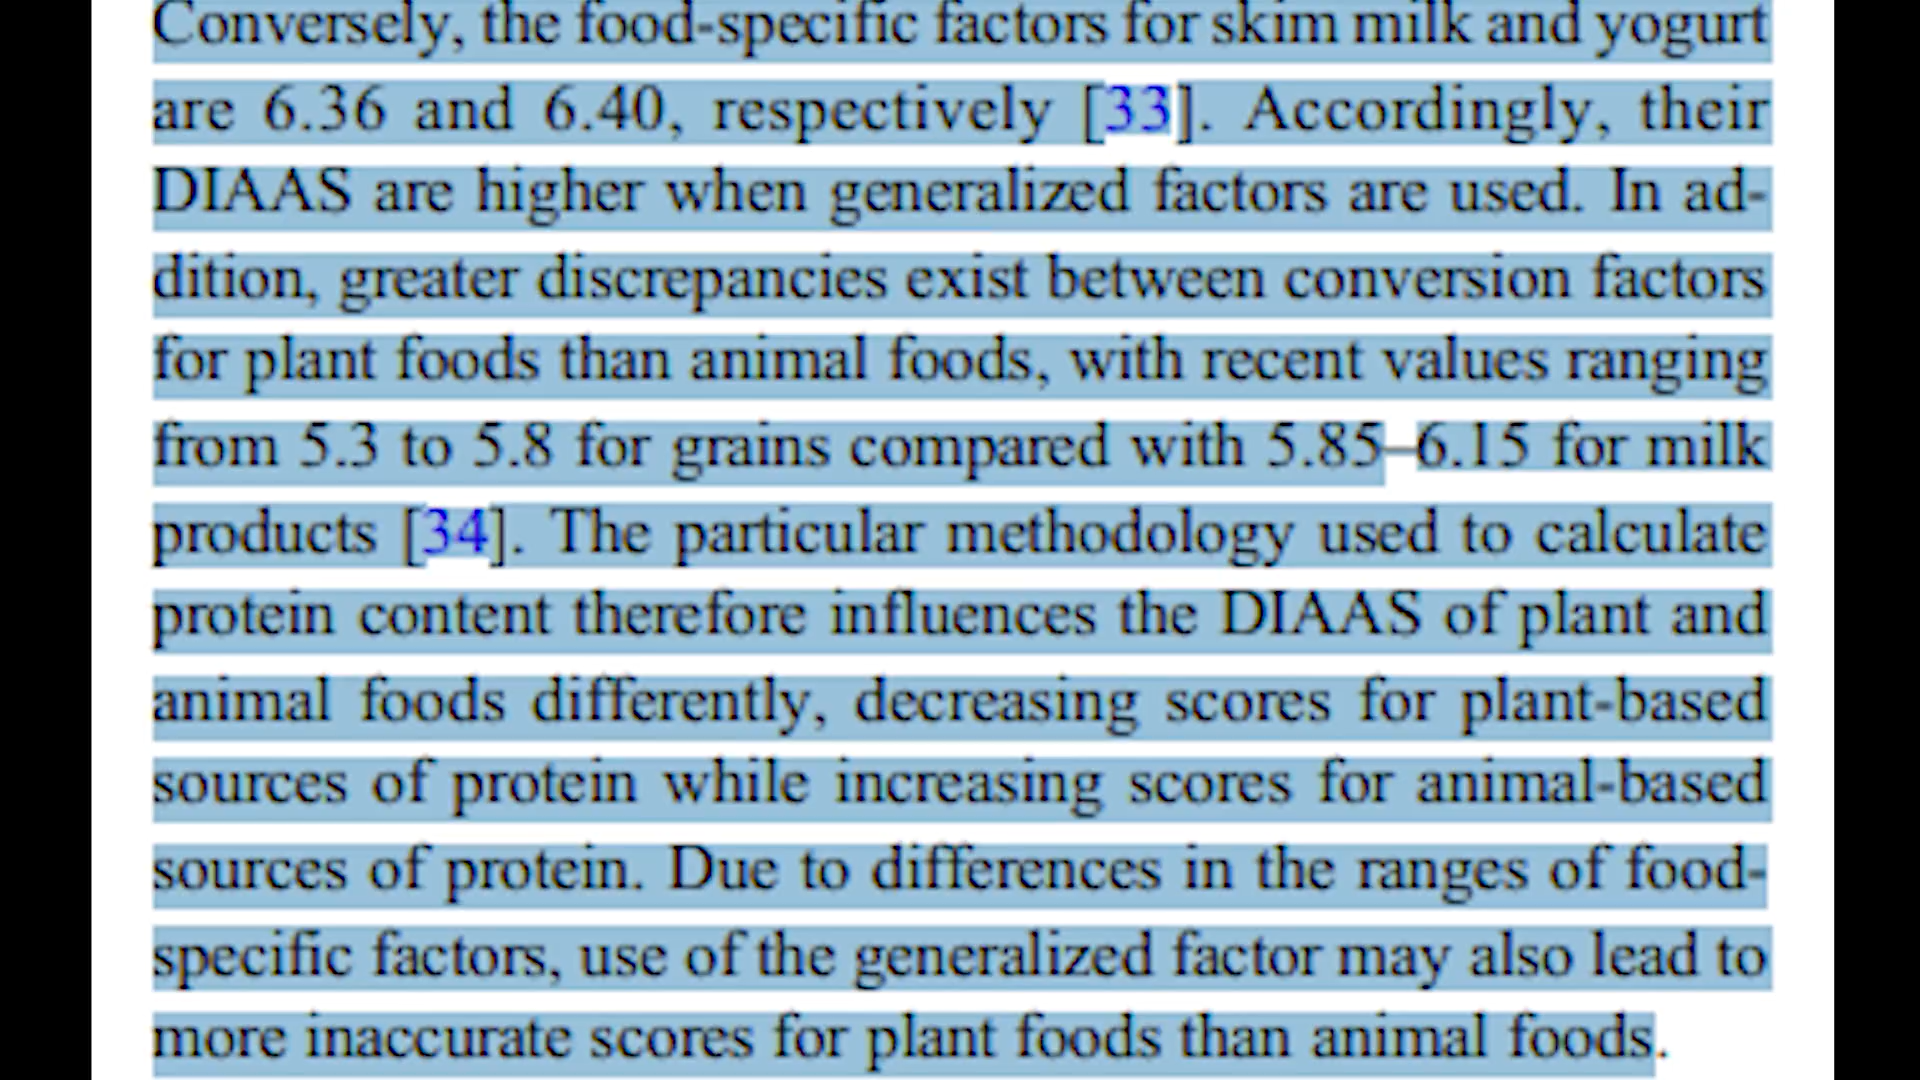 Conversely, the food-specific factors for skim milk and yogurt
are 6.36 and 6.40, respectively [33]. Accordingly, their
DIAAS are higher when generalized factors are used. In ad-
dition, greater discrepancies exist between conversion factors
for plant foods than animal foods, with recent values ranging
from 5.3 to 5.8 for grains compared with 5.85–6.15 for milk
products [34]. The particular methodology used to calculate
protein content therefore influences the DIAAS of plant and
animal foods differently, decreasing scores for plant-based
sources of protein while increasing scores for animal-based
sources of protein. Due to differences in the ranges of food-
specific factors, use of the generalized factor may also lead to
more inaccurate scores for plant foods than animal foods.